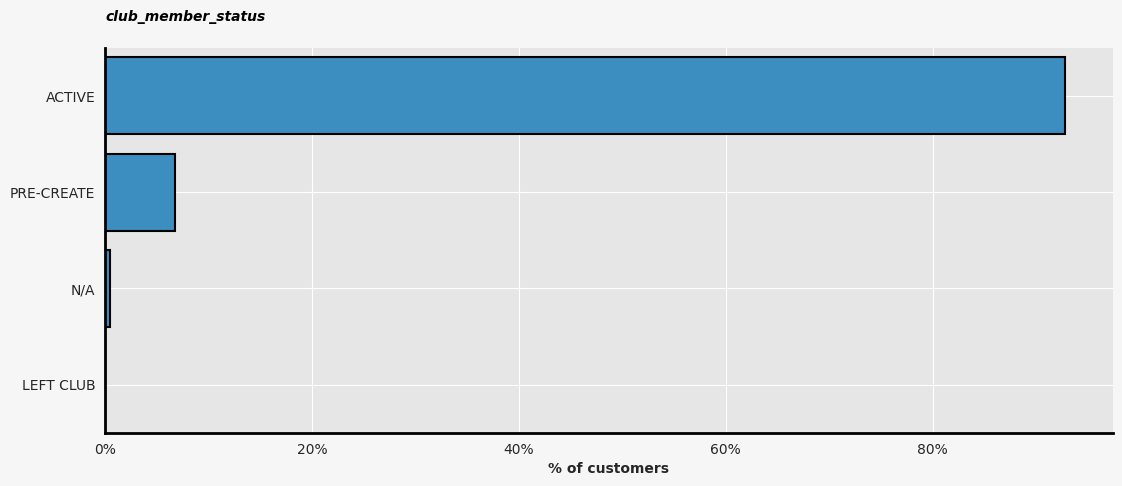 club_member_status
ACTIVE
PRE-CREATE
N/A
LEFT CLUB
0% 20% 40% 60% 80%
% of customers